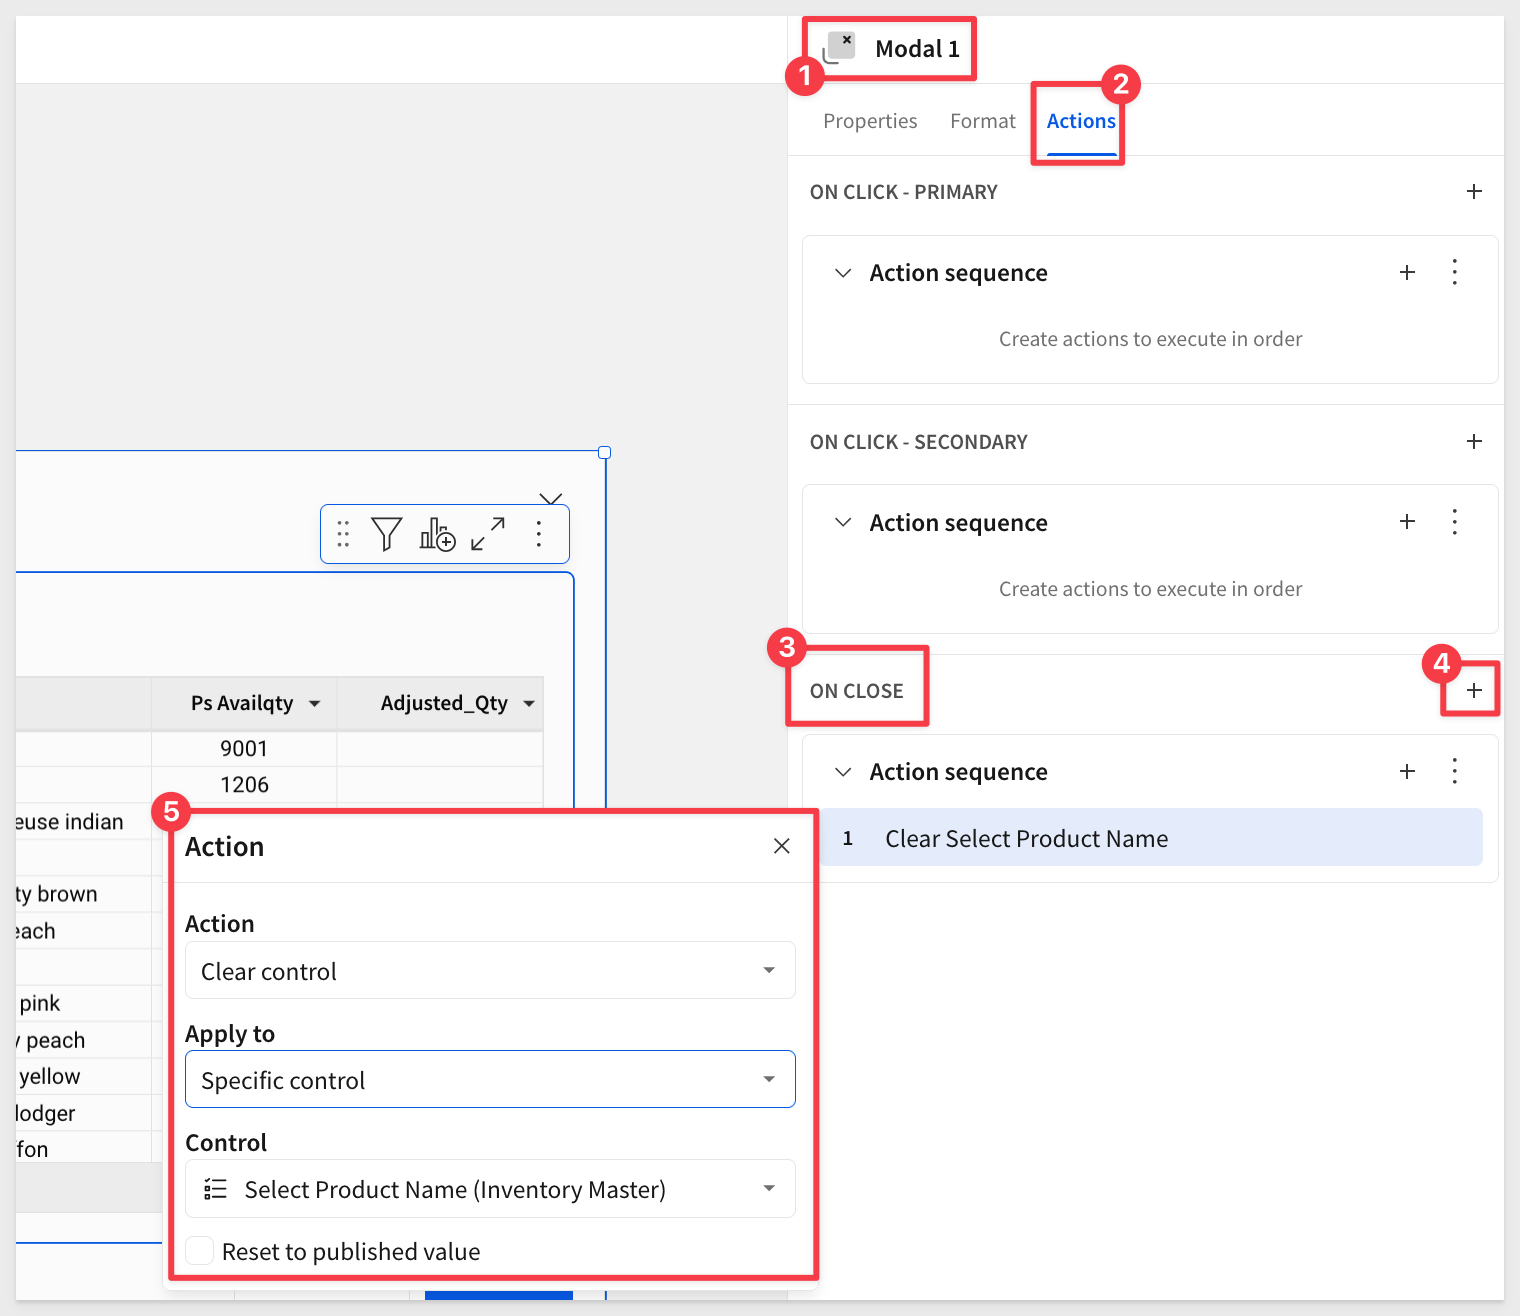 Modal 1
1
2
Properties Format Actions
ON CLICK - PRIMARY
Action sequence
Create actions to execute in order
ON CLICK - SECONDARY
Action sequence
Create actions to execute in order
3
4
ON CLOSE
Action sequence
1 Clear Select Product Name
Ps Availqty Adjusted_Qty
9001
1206
euse indian
ty brown
each
pink
y peach
yellow
lodger
fon
5
Action
Action
Clear control
Apply to
Specific control
Control
Select Product Name (Inventory Master)
Reset to published value